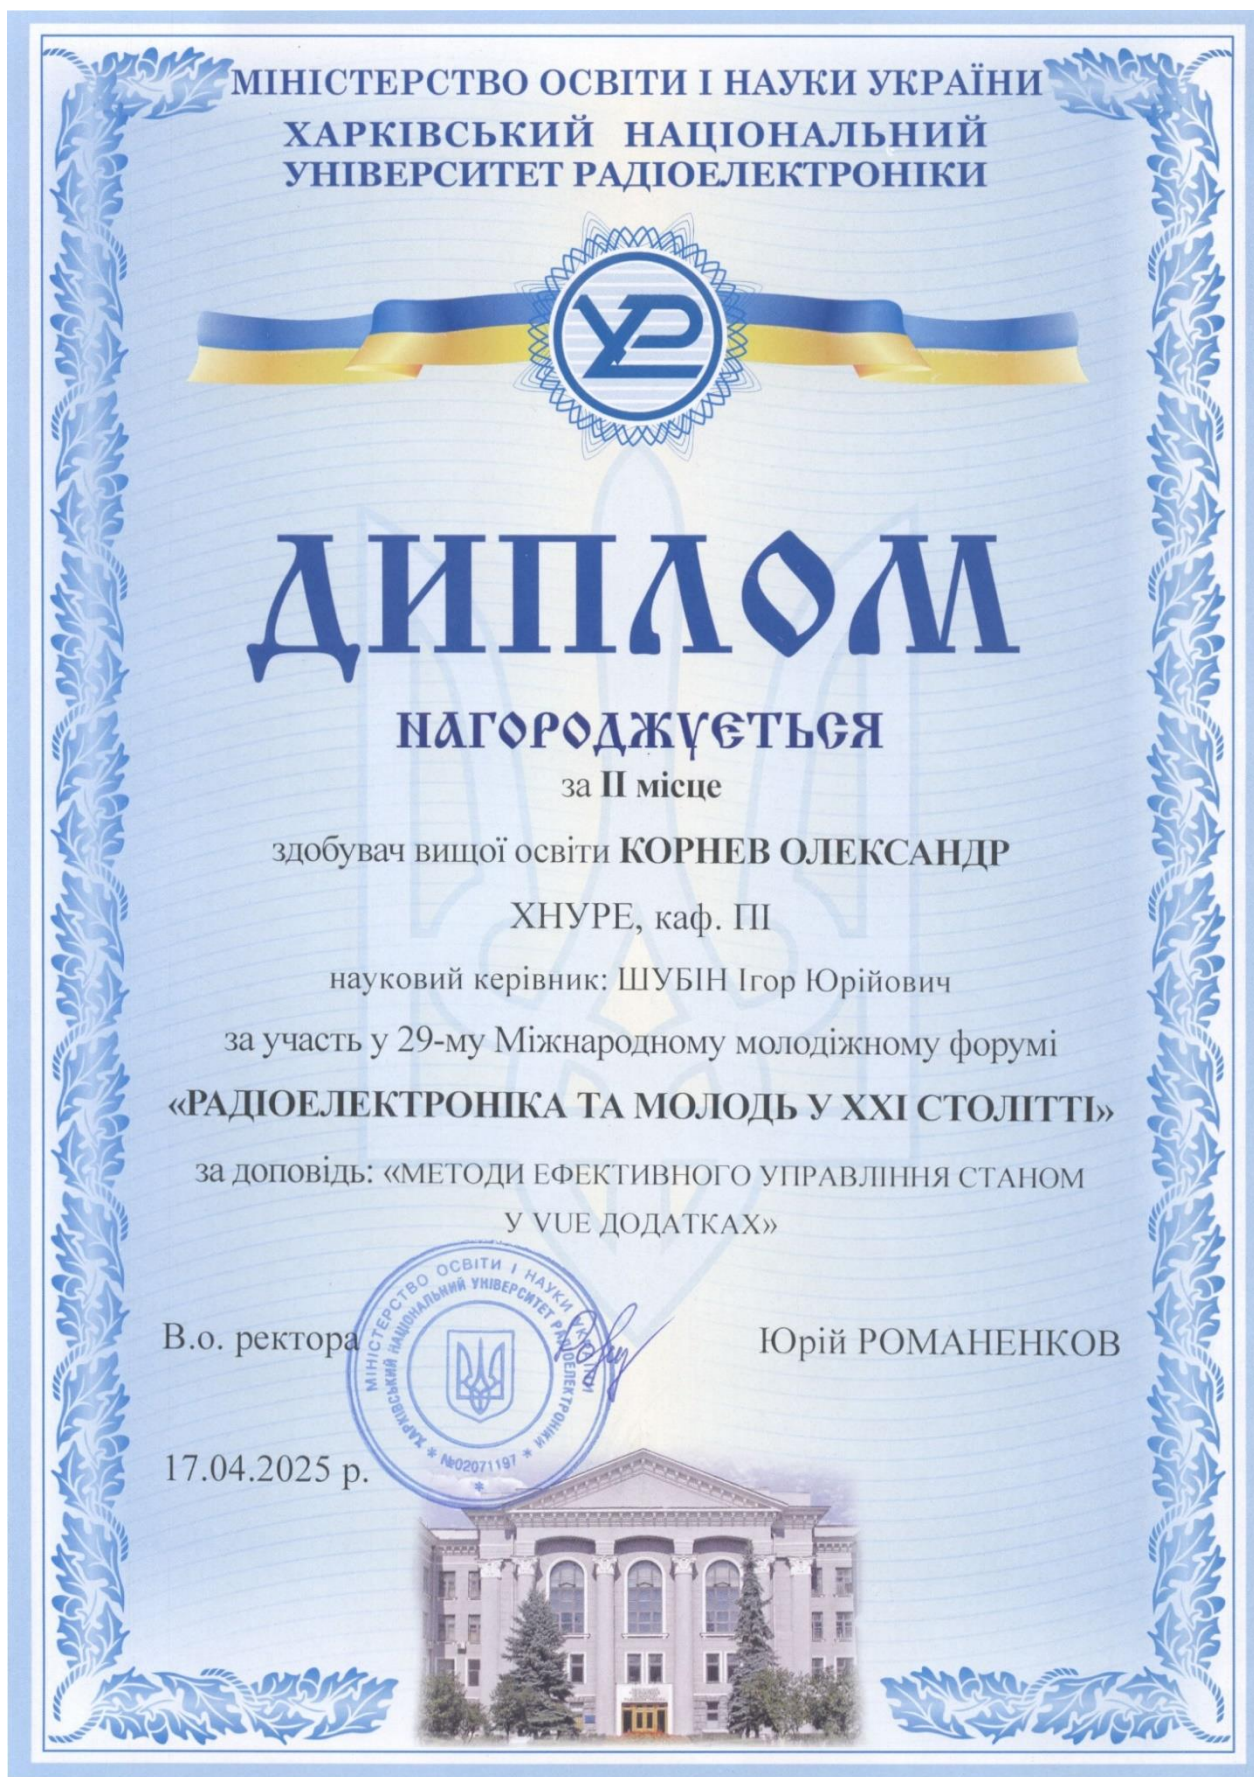 МІНІСТЕРСТВО ОСВІТИ І НАУКИ УКРАЇНИ
ХАРКІВСЬКИЙ НАЦІОНАЛЬНИЙ
УНІВЕРСИТЕТ РАДІОЕЛЕКТРОНІКИ
ДИПЛОМ
НАГОРОДЖУЄТЬСЯ
за II місце
здобувач вищої освіти КОРНЕВ ОЛЕКСАНДР
ХНУРЕ, каф. ПІ
науковий керівник: ШУБІН Ігор Юрійович
за участь у 29-му Міжнародному молодіжному форумі
«РАДІОЕЛЕКТРОНІКА ТА МОЛОДЬ У ХХІ СТОЛІТТІ»
за доповідь: «МЕТОДИ ЕФЕКТИВНОГО УПРАВЛІННЯ СТАНОМ
У VUE ДОДАТКАХ»
МІНІСТЕРСТВО ОСВІТИ І НАУКИ УКРАЇНИ
ХАРКІВСЬКИЙ НАЦІОНАЛЬНИЙ УНІВЕРСИТЕТ РАДІОЕЛЕКТРОНІКИ
* №02071197 *
В.о. ректора
Юрій РОМАНЕНКОВ
17.04.2025 р.